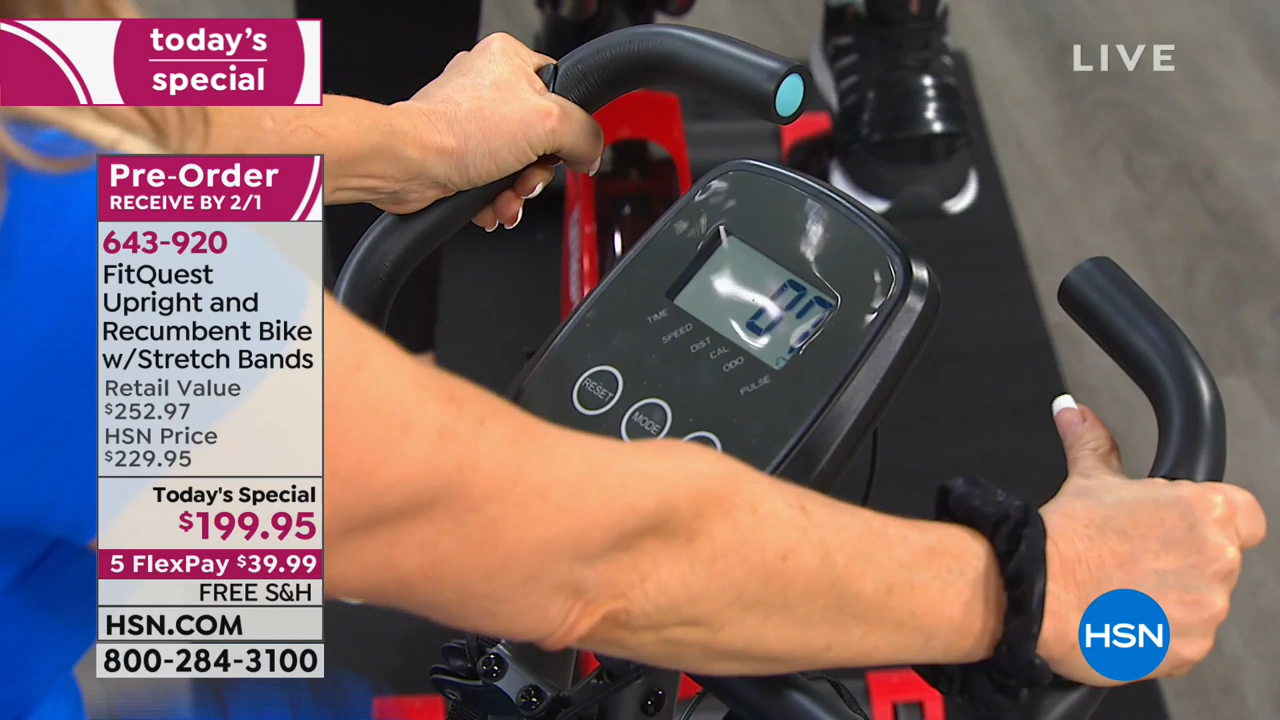 today's
special
LIVE
Pre-Order
RECEIVE BY 2/1
643-920
FitQuest
Upright and
Recumbent Bike
w/Stretch Bands
Retail Value
$252.97
HSN Price
$229.95
Today's Special
$199.95
5 FlexPay $39.99
FREE S&H
HSN.COM
800-284-3100
TIME
SPEED
DIST
CAL
ODO
PULSE
RESET
MODE
HSN